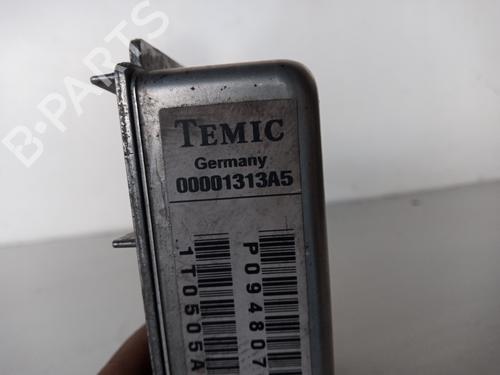 TEMIC
Germany
00001313A5
P094807
1T0505A
B-PARTS